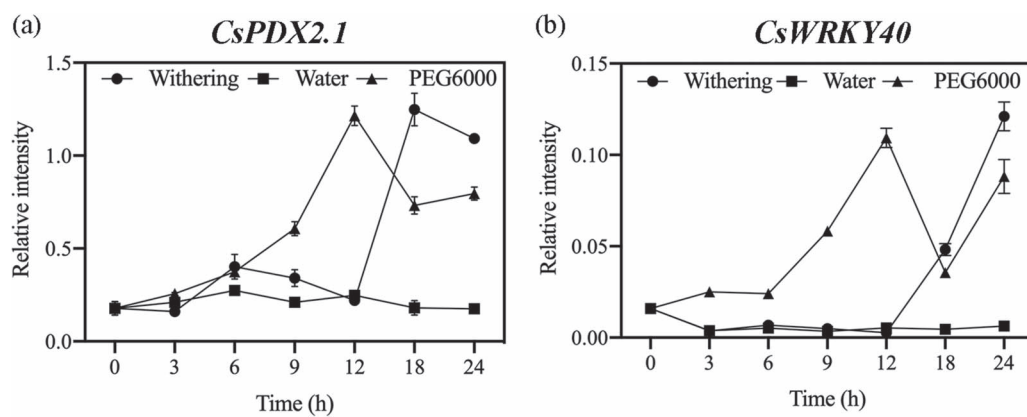 (a) CsPDX2.1
Withering Water PEG6000
1.5
1.0
0.5
0.0
Relative intensity
0 3 6 9 12 18 24
Time (h)
(b) CsWRKY40
Withering Water PEG6000
0.15
0.10
0.05
0.00
Relative intensity
0 3 6 9 12 18 24
Time (h)